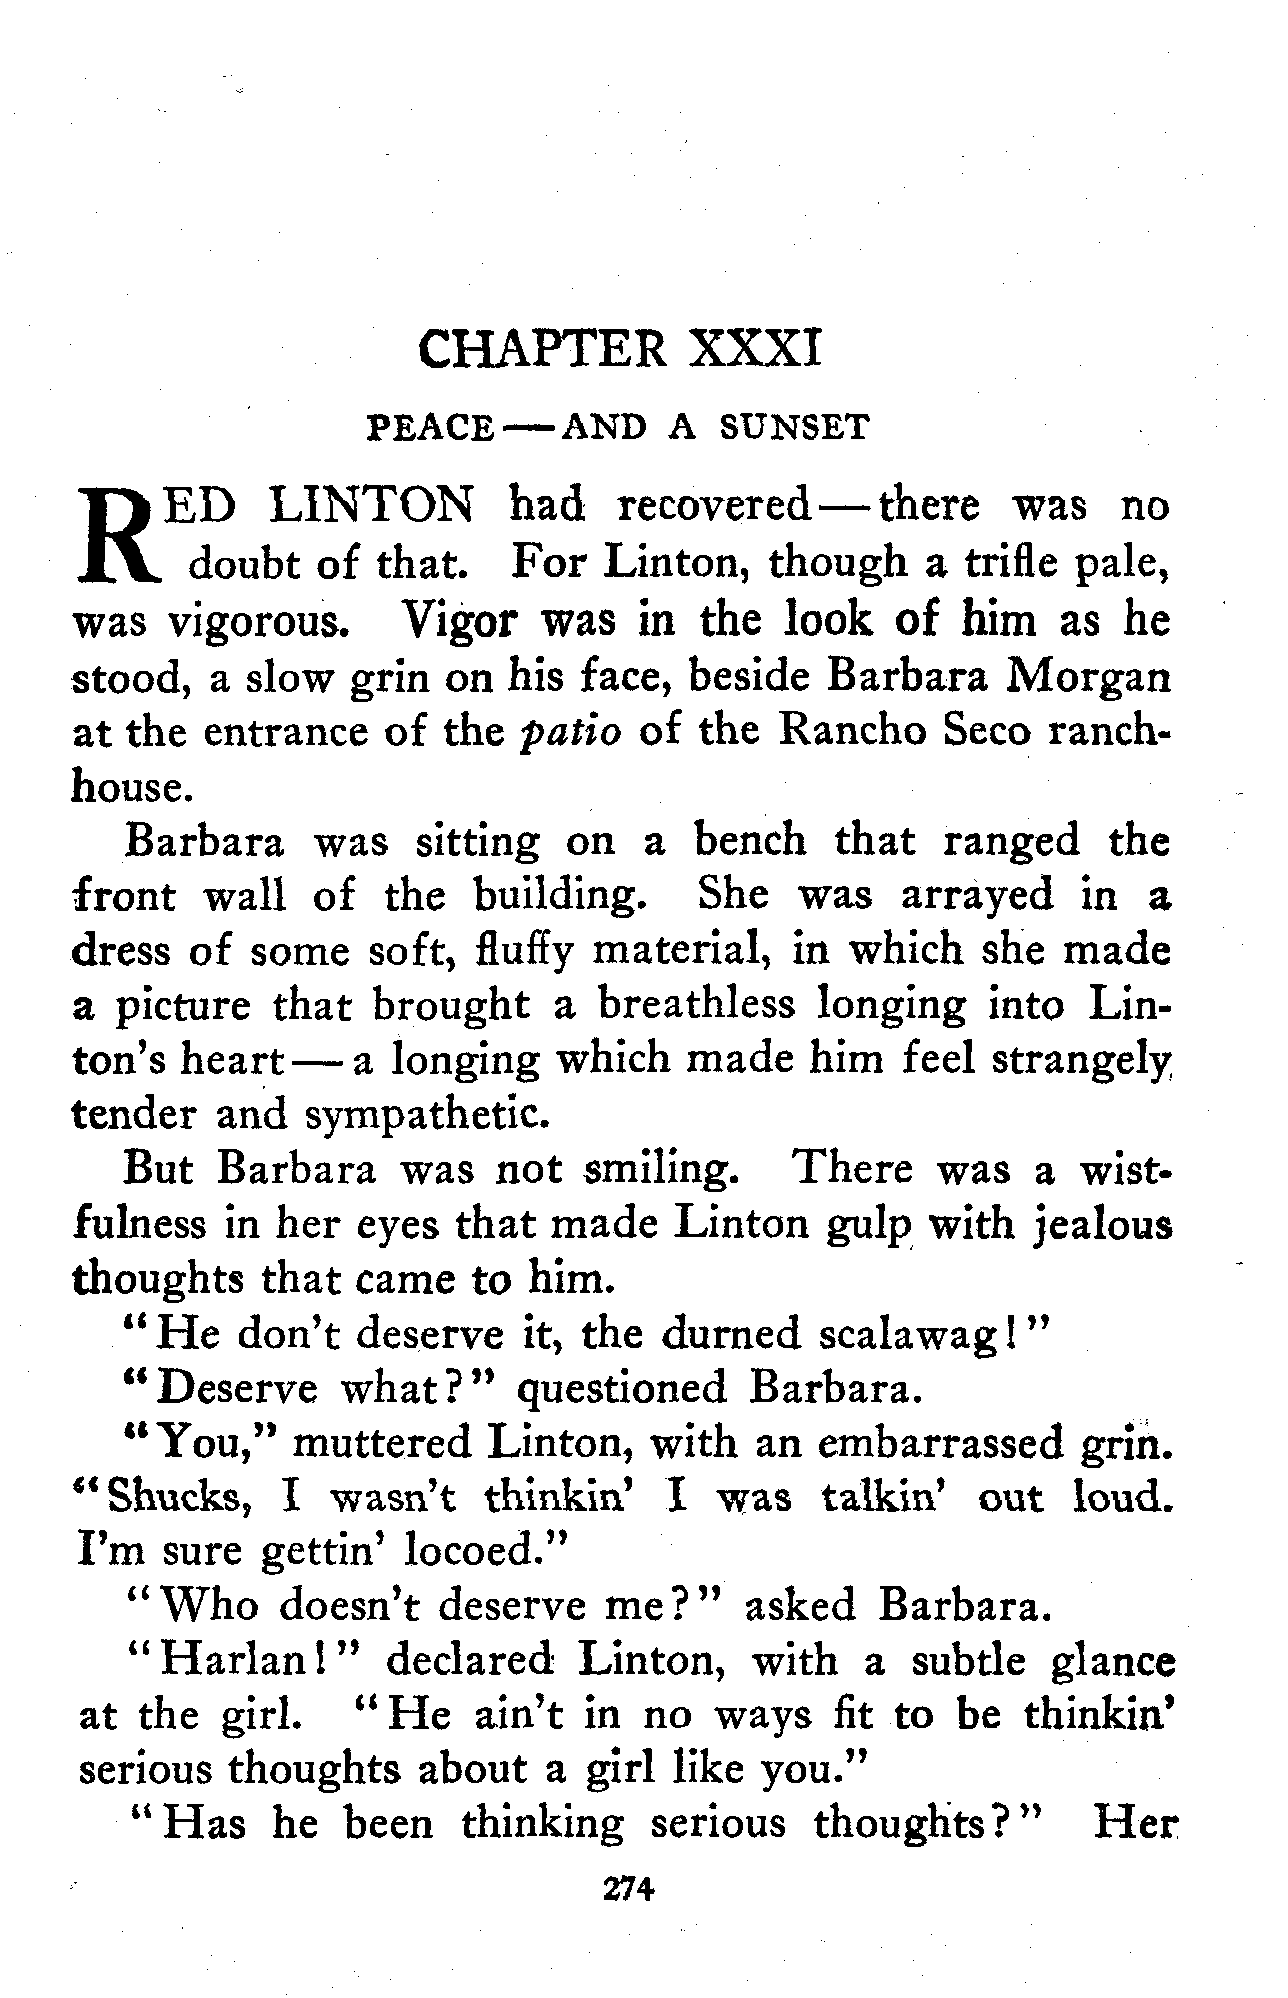 CHAPTER XXXI
PEACE—AND A SUNSET
RED LINTON had recovered—there was no
doubt of that. For Linton, though a trifle pale,
was vigorous. Vigor was in the look of him as he
stood, a slow grin on his face, beside Barbara Morgan
at the entrance of the patio of the Rancho Seco ranch-
house.
Barbara was sitting on a bench that ranged the
front wall of the building. She was arrayed in a
dress of some soft, fluffy material, in which she made
a picture that brought a breathless longing into Lin-
ton's heart—a longing which made him feel strangely
tender and sympathetic.
But Barbara was not smiling. There was a wist-
fulness in her eyes that made Linton gulp with jealous
thoughts that came to him.
"He don't deserve it, the durned scalawag!"
"Deserve what?" questioned Barbara.
"You," muttered Linton, with an embarrassed grin.
"Shucks, I wasn't thinkin' I was talkin' out loud.
I'm sure gettin' locoed."
"Who doesn't deserve me?" asked Barbara.
"Harlan!" declared Linton, with a subtle glance
at the girl. "He ain't in no ways fit to be thinkin'
serious thoughts about a girl like you."
"Has he been thinking serious thoughts?" Her
274